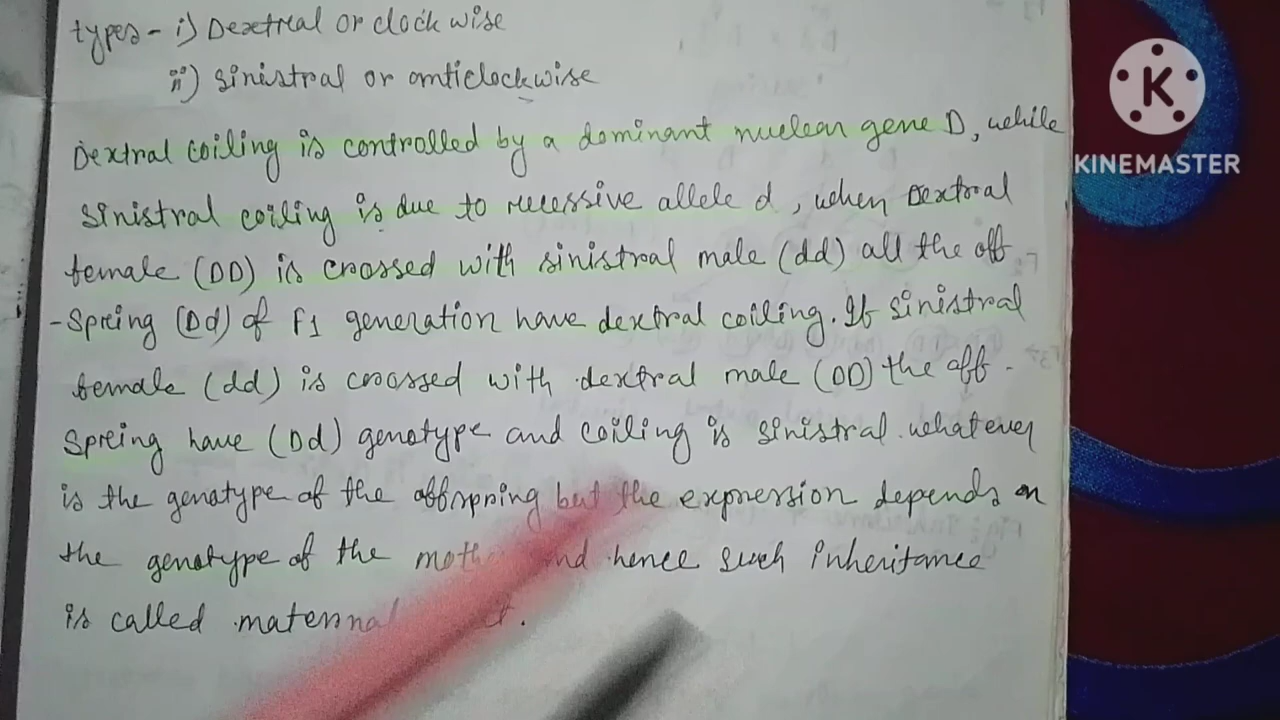 types - i) Dextral or clockwise
ii) sinistral or anticlockwise
Dextral coiling is controlled by a dominant nuclear gene D, while
sinistral coiling is due to recessive allele d, when Dextral
female (DD) is crossed with sinistral male (dd) all the off
-spring (Dd) of F1 generation have dextral coiling. If sinistral
female (dd) is crossed with dextral male (DD) the off-
spring have (Dd) genotype and coiling is sinistral. whatever
is the genotype of the offspring but the expression depends on
the genotype of the hence such inheritance
is called maternal
K
KINEMASTER